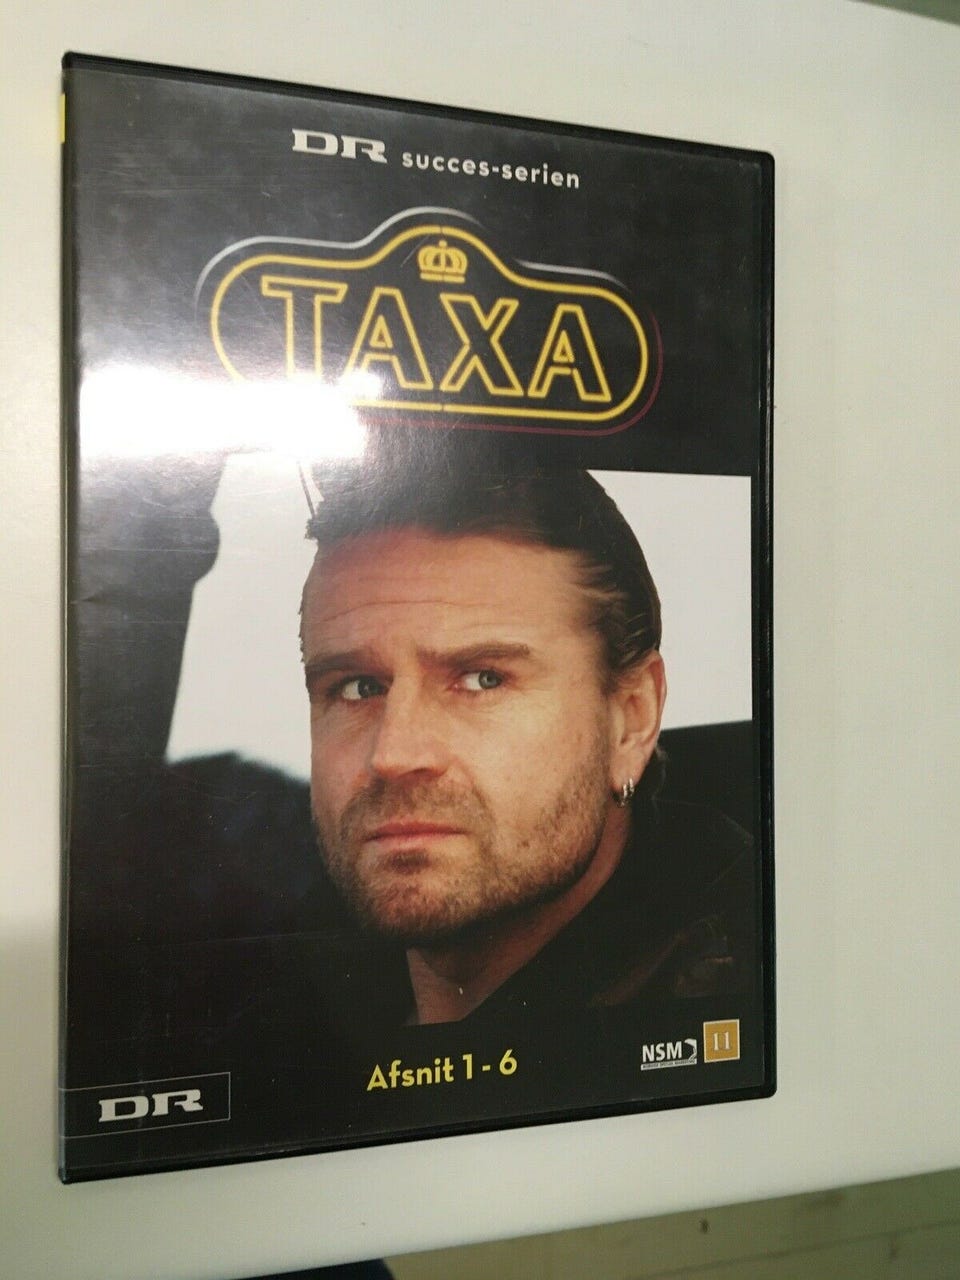 DR succes-serien
TAXA
Afsnit 1 - 6
NSM
11
DR